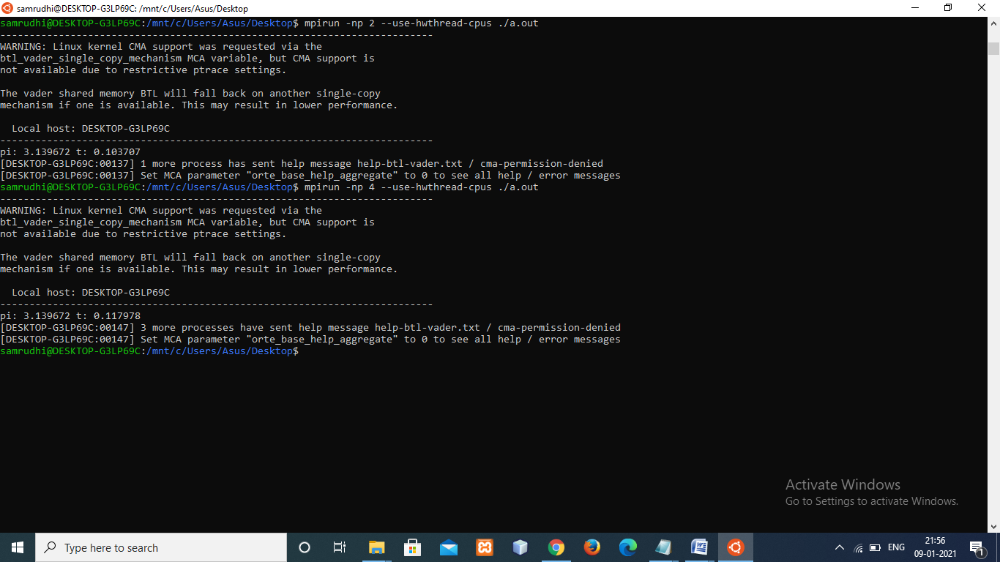 samrudhi@DESKTOP-G3LP69C: /mnt/c/Users/Asus/Desktop
samrudhi@DESKTOP-G3LP69C:/mnt/c/Users/Asus/Desktop$ mpirun -np 2 --use-hwthread-cpus ./a.out
--------------------------------------------------------------------------
WARNING: Linux kernel CMA support was requested via the
btl_vader_single_copy_mechanism MCA variable, but CMA support is
not available due to restrictive ptrace settings.
The vader shared memory BTL will fall back on another single-copy
mechanism if one is available. This may result in lower performance.
  Local host: DESKTOP-G3LP69C
--------------------------------------------------------------------------
pi: 3.139672 t: 0.103707
[DESKTOP-G3LP69C:00137] 1 more process has sent help message help-btl-vader.txt / cma-permission-denied
[DESKTOP-G3LP69C:00137] Set MCA parameter "orte_base_help_aggregate" to 0 to see all help / error messages
samrudhi@DESKTOP-G3LP69C:/mnt/c/Users/Asus/Desktop$ mpirun -np 4 --use-hwthread-cpus ./a.out
--------------------------------------------------------------------------
WARNING: Linux kernel CMA support was requested via the
btl_vader_single_copy_mechanism MCA variable, but CMA support is
not available due to restrictive ptrace settings.
The vader shared memory BTL will fall back on another single-copy
mechanism if one is available. This may result in lower performance.
  Local host: DESKTOP-G3LP69C
--------------------------------------------------------------------------
pi: 3.139672 t: 0.117978
[DESKTOP-G3LP69C:00147] 3 more processes have sent help message help-btl-vader.txt / cma-permission-denied
[DESKTOP-G3LP69C:00147] Set MCA parameter "orte_base_help_aggregate" to 0 to see all help / error messages
samrudhi@DESKTOP-G3LP69C:/mnt/c/Users/Asus/Desktop$
Activate Windows
Go to Settings to activate Windows.
Type here to search
ENG
21:56
09-01-2021
1